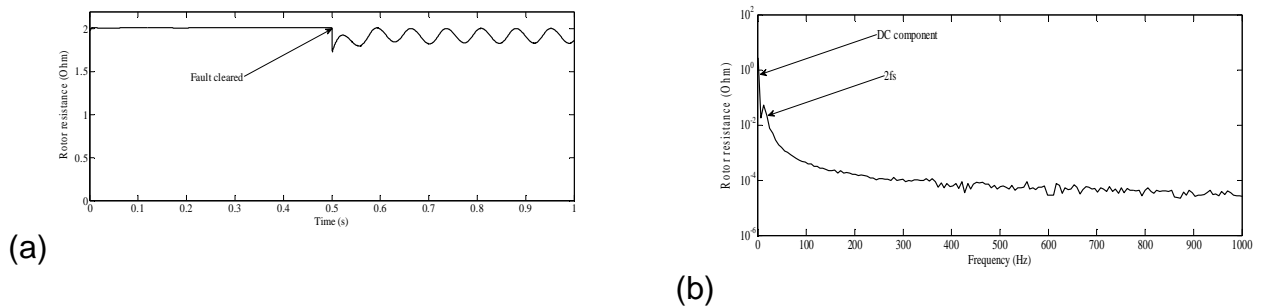 2
1.5
1
0.5
0
Rotor resistance (Ohm)
Fault cleared
0 0.1 0.2 0.3 0.4 0.5 0.6 0.7 0.8 0.9 1
Time (s)
(a)
10^2
10^0
10^-2
10^-4
10^-6
Rotor resistance (Ohm)
DC component
2fs
0 100 200 300 400 500 600 700 800 900 1000
Frequency (Hz)
(b)